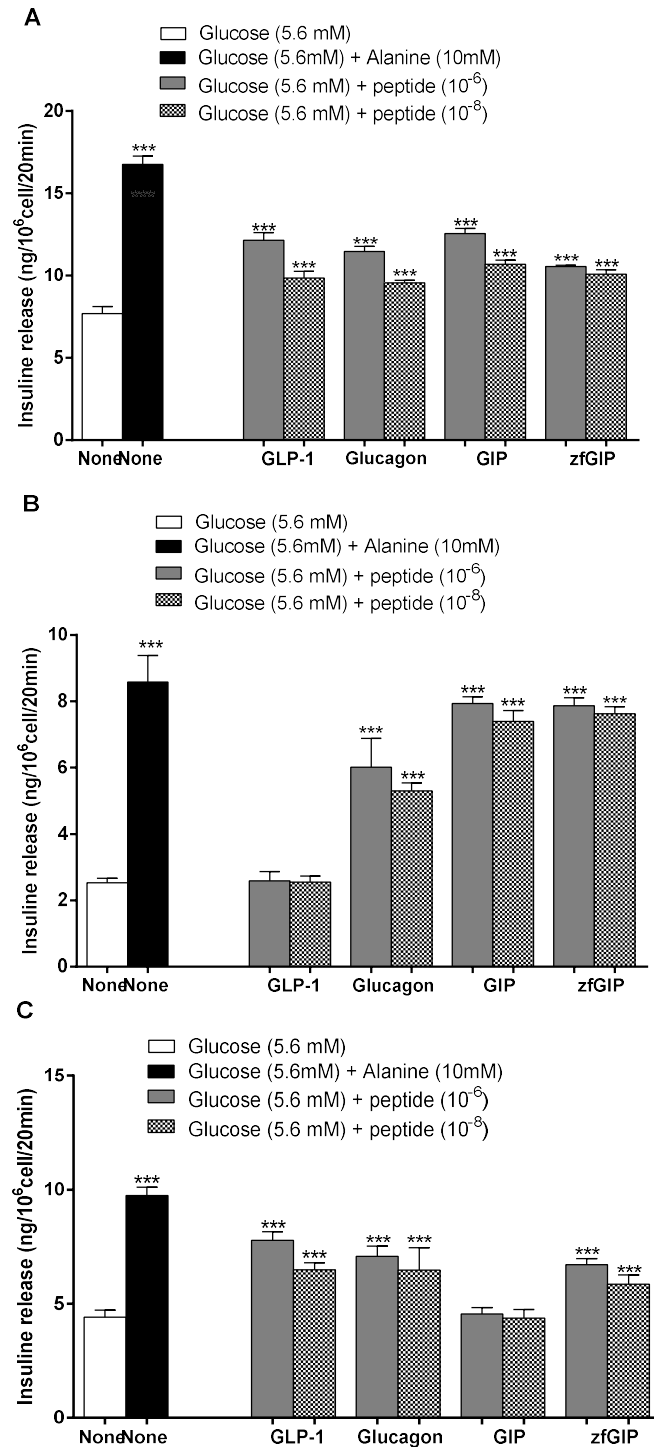 A
Glucose (5.6 mM)
Glucose (5.6mM) + Alanine (10mM)
Glucose (5.6 mM) + peptide (10⁻⁶)
Glucose (5.6 mM) + peptide (10⁻⁸)
Insuline release (ng/10⁶cell/20min)
20
15
10
5
0
***
***
***
***
***
***
***
***
***
***
None None GLP-1 Glucagon GIP zfGIP
B
Glucose (5.6 mM)
Glucose (5.6mM) + Alanine (10mM)
Glucose (5.6 mM) + peptide (10⁻⁶)
Glucose (5.6 mM) + peptide (10⁻⁸)
Insuline release (ng/10⁶cell/20min)
10
8
6
4
2
0
***
***
***
***
***
***
***
None None GLP-1 Glucagon GIP zfGIP
C
Glucose (5.6 mM)
Glucose (5.6mM) + Alanine (10mM)
Glucose (5.6 mM) + peptide (10⁻⁶)
Glucose (5.6 mM) + peptide (10⁻⁸)
Insuline release (ng/10⁶cell/20min)
15
10
5
0
***
***
***
***
***
***
***
None None GLP-1 Glucagon GIP zfGIP